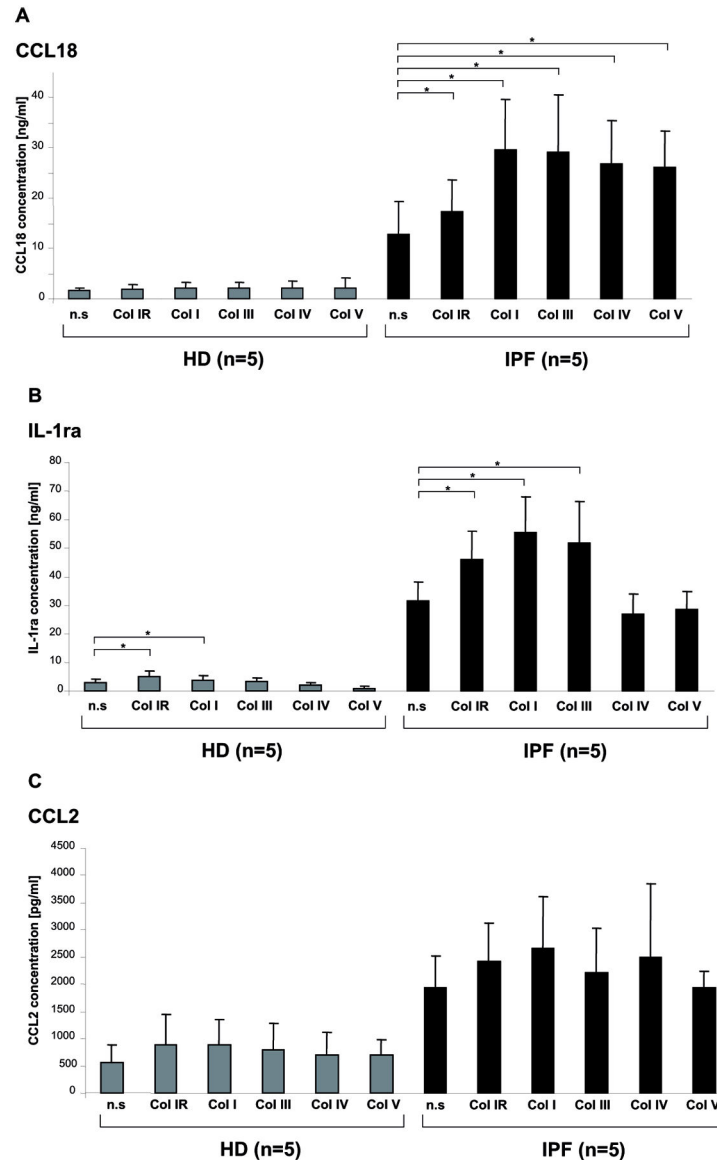 A
CCL18
CCL18 concentration [ng/ml]
40
30
20
10
0
* * * * *
n.s Col IR Col I Col III Col IV Col V n.s Col IR Col I Col III Col IV Col V
HD (n=5) IPF (n=5)
B
IL-1ra
IL-1ra concentration [ng/ml]
80
70
60
50
40
30
20
10
0
* * * * *
n.s Col IR Col I Col III Col IV Col V n.s Col IR Col I Col III Col IV Col V
HD (n=5) IPF (n=5)
C
CCL2
CCL2 concentration [pg/ml]
4500
4000
3500
3000
2500
2000
1500
1000
500
0
n.s Col IR Col I Col III Col IV Col V n.s Col IR Col I Col III Col IV Col V
HD (n=5) IPF (n=5)